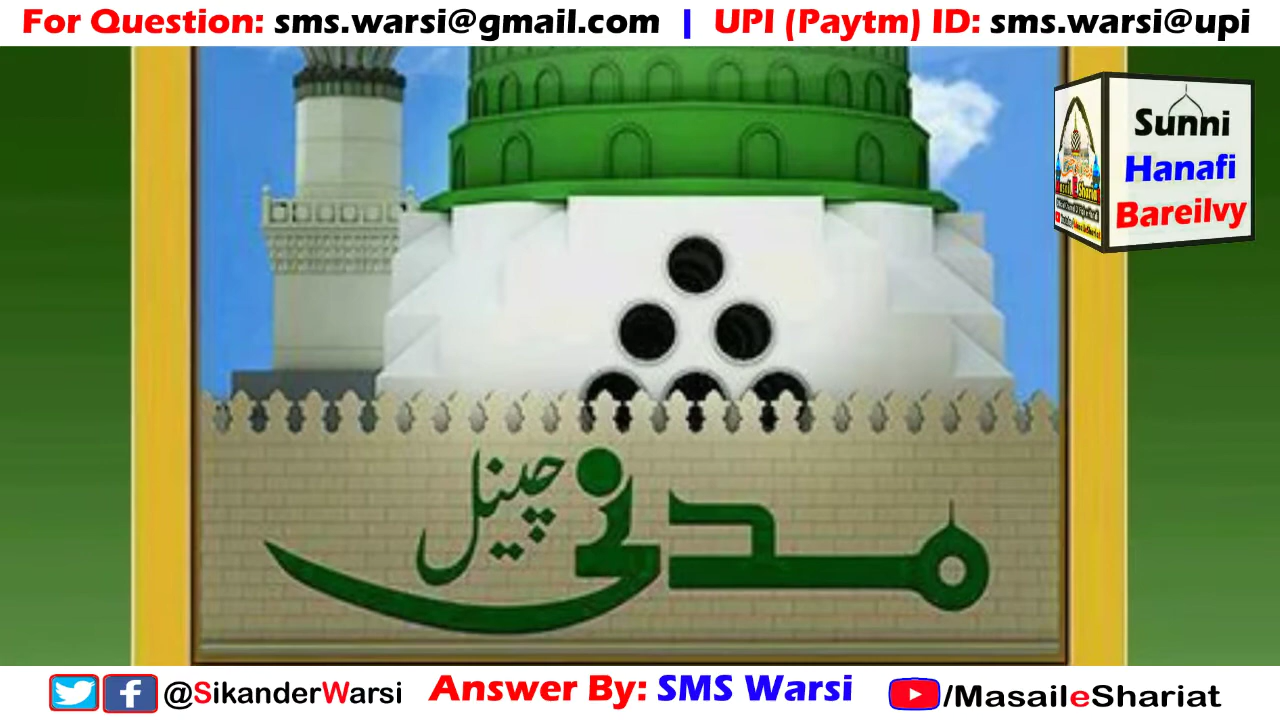 For Question: sms.warsi@gmail.com | UPI (Paytm) ID: sms.warsi@upi
Sunni
Hanafi
Bareilvy
مدنی
چینل
@SikanderWarsi
Answer By: SMS Warsi
/MasaileShariat